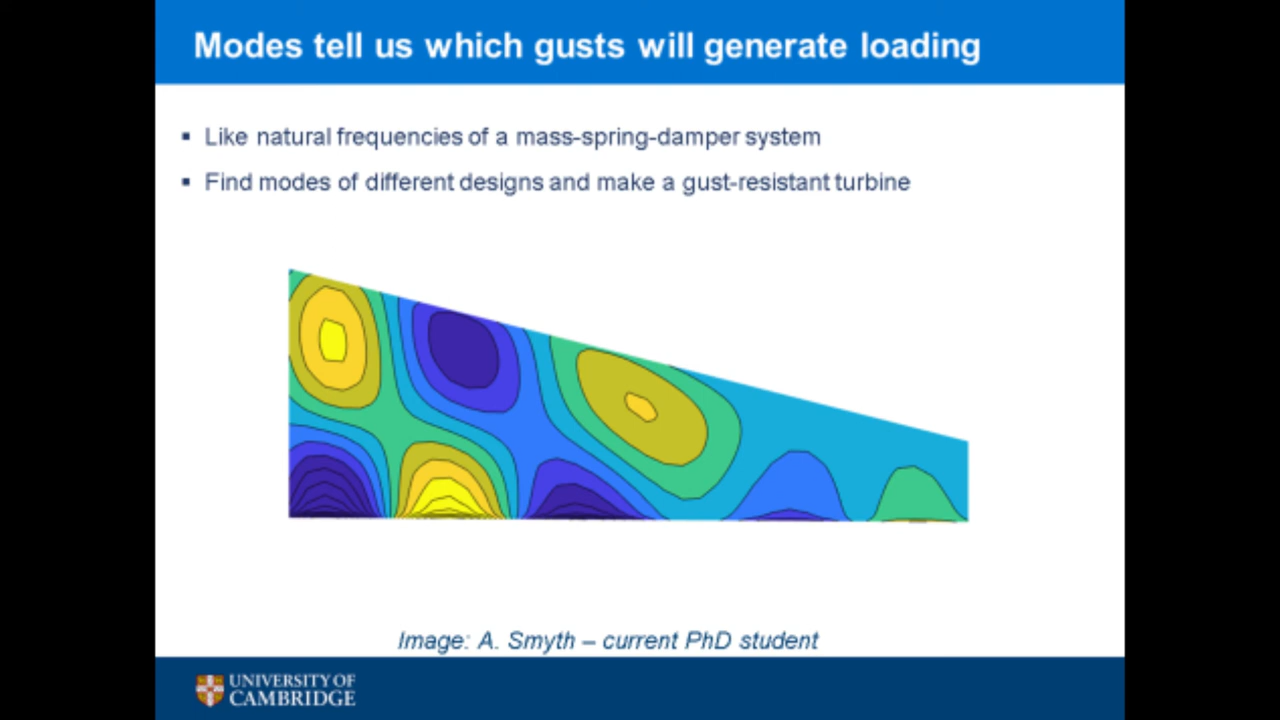 Modes tell us which gusts will generate loading
▪ Like natural frequencies of a mass-spring-damper system
▪ Find modes of different designs and make a gust-resistant turbine
Image: A. Smyth – current PhD student
UNIVERSITY OF
CAMBRIDGE